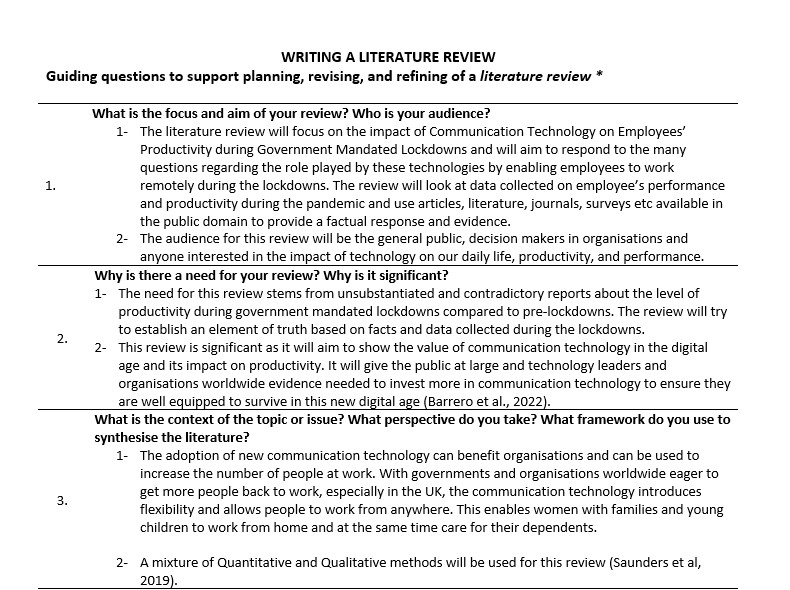 WRITING A LITERATURE REVIEW
Guiding questions to support planning, revising, and refining of a literature review *
What is the focus and aim of your review? Who is your audience?
1- The literature review will focus on the impact of Communication Technology on Employees’
Productivity during Government Mandated Lockdowns and will aim to respond to the many
questions regarding the role played by these technologies by enabling employees to work
1. remotely during the lockdowns. The review will look at data collected on employee’s performance
and productivity during the pandemic and use articles, literature, journals, surveys etc available in
the public domain to provide a factual response and evidence.
2- The audience for this review will be the general public, decision makers in organisations and
anyone interested in the impact of technology on our daily life, productivity, and performance.
Why is there a need for your review? Why is it significant?
1- The need for this review stems from unsubstantiated and contradictory reports about the level of
productivity during government mandated lockdowns compared to pre-lockdowns. The review will try
to establish an element of truth based on facts and data collected during the lockdowns.
2. 2- This review is significant as it will aim to show the value of communication technology in the digital
age and its impact on productivity. It will give the public at large and technology leaders and
organisations worldwide evidence needed to invest more in communication technology to ensure they
are well equipped to survive in this new digital age (Barrero et al., 2022).
What is the context of the topic or issue? What perspective do you take? What framework do you use to
synthesise the literature?
1- The adoption of new communication technology can benefit organisations and can be used to
increase the number of people at work. With governments and organisations worldwide eager to
3. get more people back to work, especially in the UK, the communication technology introduces
flexibility and allows people to work from anywhere. This enables women with families and young
children to work from home and at the same time care for their dependents.
2- A mixture of Quantitative and Qualitative methods will be used for this review (Saunders et al,
2019).